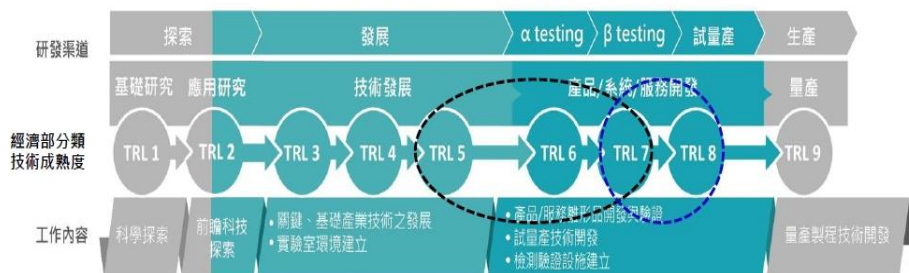 研發渠道
探索
發展
α testing
β testing
試量產
生產
基礎研究
應用研究
技術發展
產品/系統/服務開發
量產
經濟部分類
技術成熟度
TRL 1
TRL 2
TRL 3
TRL 4
TRL 5
TRL 6
TRL 7
TRL 8
TRL 9
工作內容
科學探索
前瞻科技
探索
• 關鍵、基礎產業技術之發展
• 實驗室環境建立
• 產品/服務雛形品開發與驗證
• 試量產技術開發
• 檢測驗證設施建立
量產製程技術開發